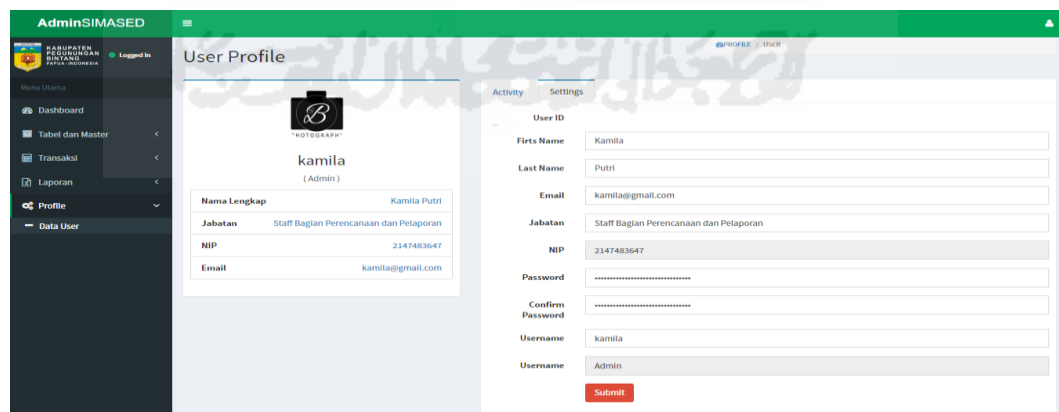 AdminSIMASED
KABUPATEN
PEGUNUNGAN
BINTANG
PAPUA-INDONESIA
Logged In
Menu Utama
Dashboard
Tabel dan Master
Transaksi
Laporan
Profile
Data User
User Profile
PROFILE / USER
B
"HOTOGRAPH"
kamila
( Admin )
Nama Lengkap Kamila Putri
Jabatan Staff Bagian Perencanaan dan Pelaporan
NIP 2147483647
Email kamila@gmail.com
Activity Settings
User ID
Firts Name Kamila
Last Name Putri
Email kamila@gmail.com
Jabatan Staff Bagian Perencanaan dan Pelaporan
NIP 2147483647
Password
Confirm
Password
Username kamila
Username Admin
Submit